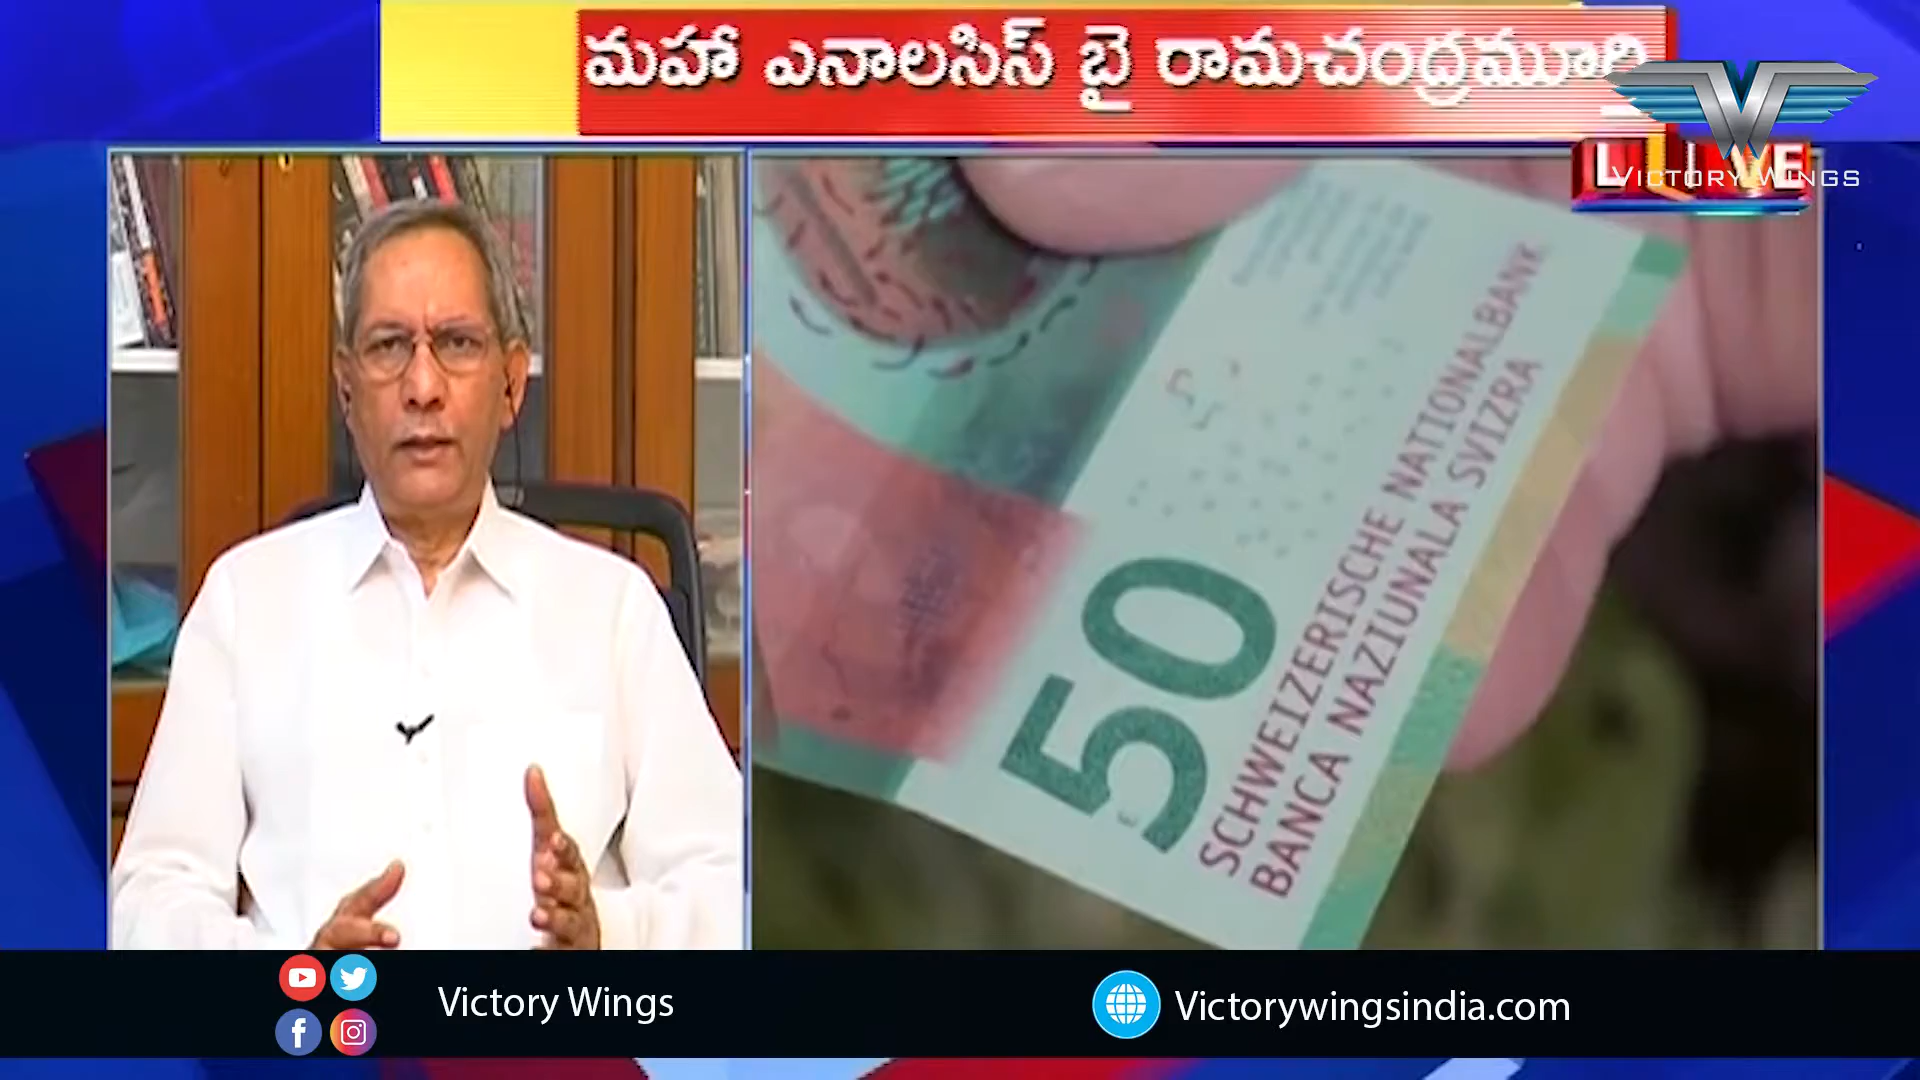 మహా ఎనాలసిస్ బై రామచంద్రమూర్తి
VICTORY WINGS
LIVE
50
SCHWEIZERISCHE NATIONALBANK
BANCA NAZIUNALA SVIZRA
Victory Wings
Victorywingsindia.com